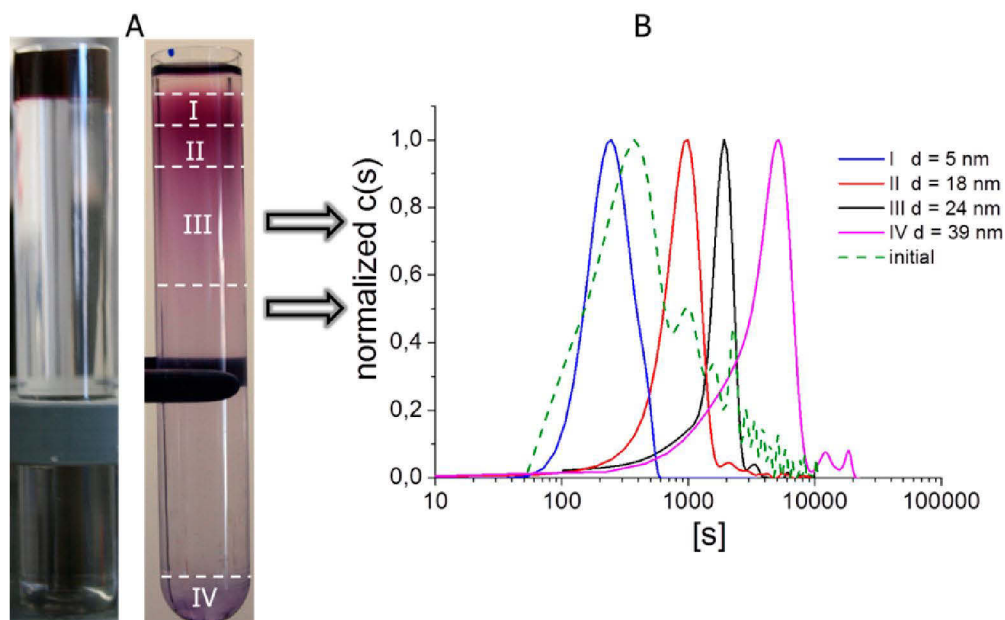 A
B
I
II
III
IV
normalized c(s)
1,0
0,8
0,6
0,4
0,2
0,0
10
100
1000
10000
100000
[s]
I d = 5 nm
II d = 18 nm
III d = 24 nm
IV d = 39 nm
initial